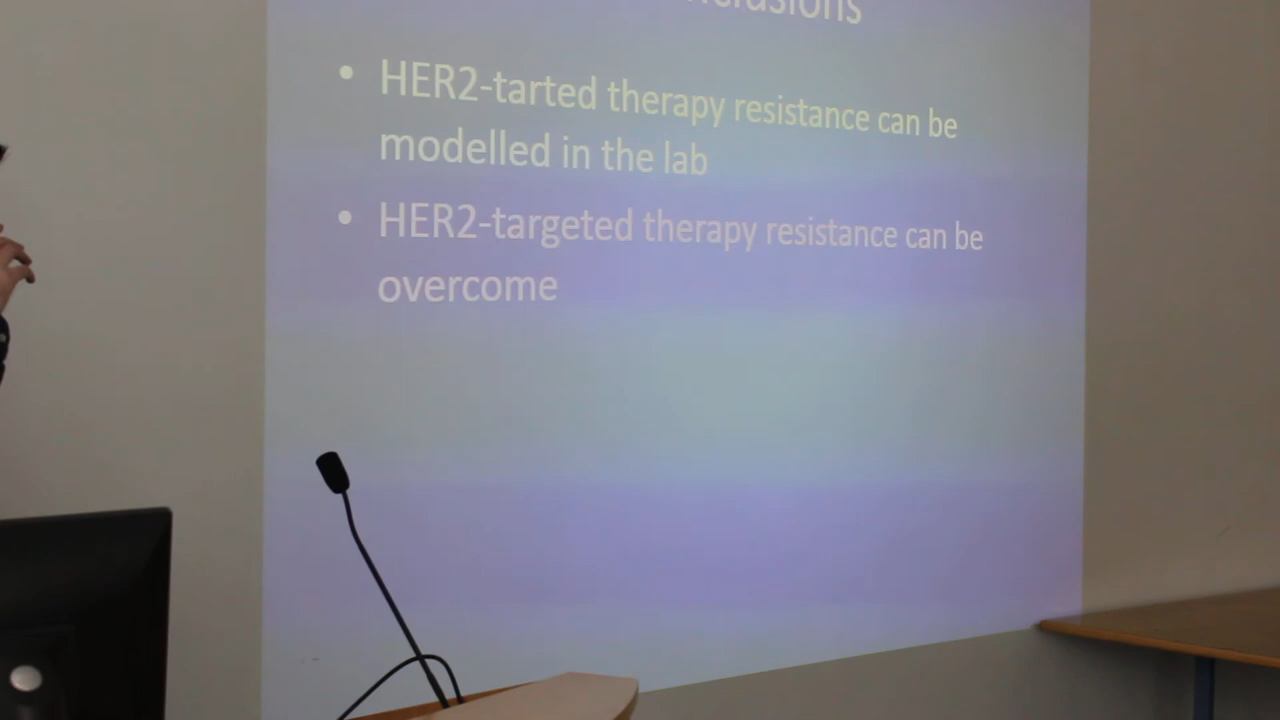 • HER2-tarted therapy resistance can be
modelled in the lab
• HER2-targeted therapy resistance can be
overcome